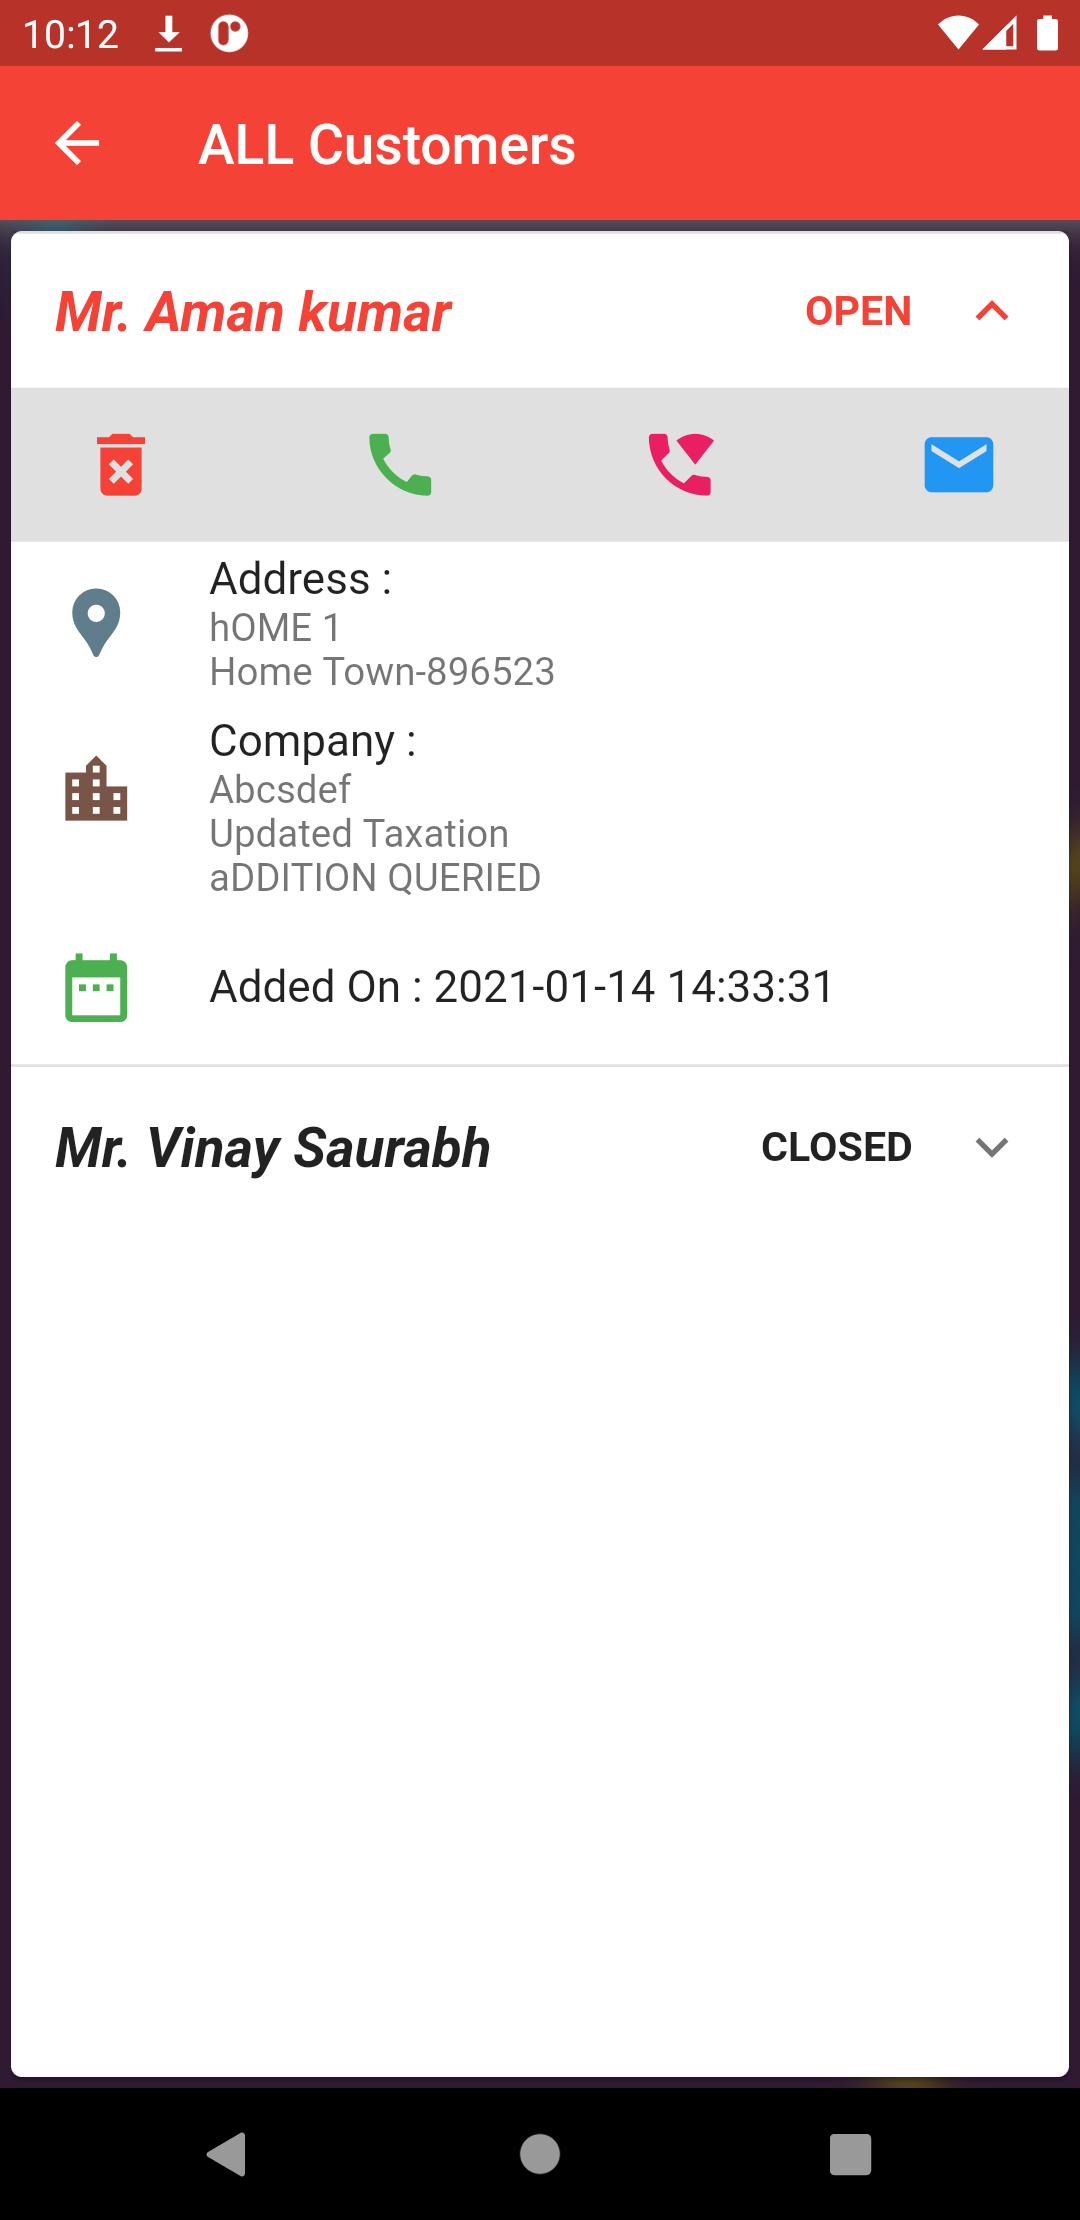 10:12
ALL Customers
Mr. Aman kumar OPEN
Address :
hOME 1
Home Town-896523
Company :
Abcsdef
Updated Taxation
aDDITION QUERIED
Added On : 2021-01-14 14:33:31
Mr. Vinay Saurabh CLOSED